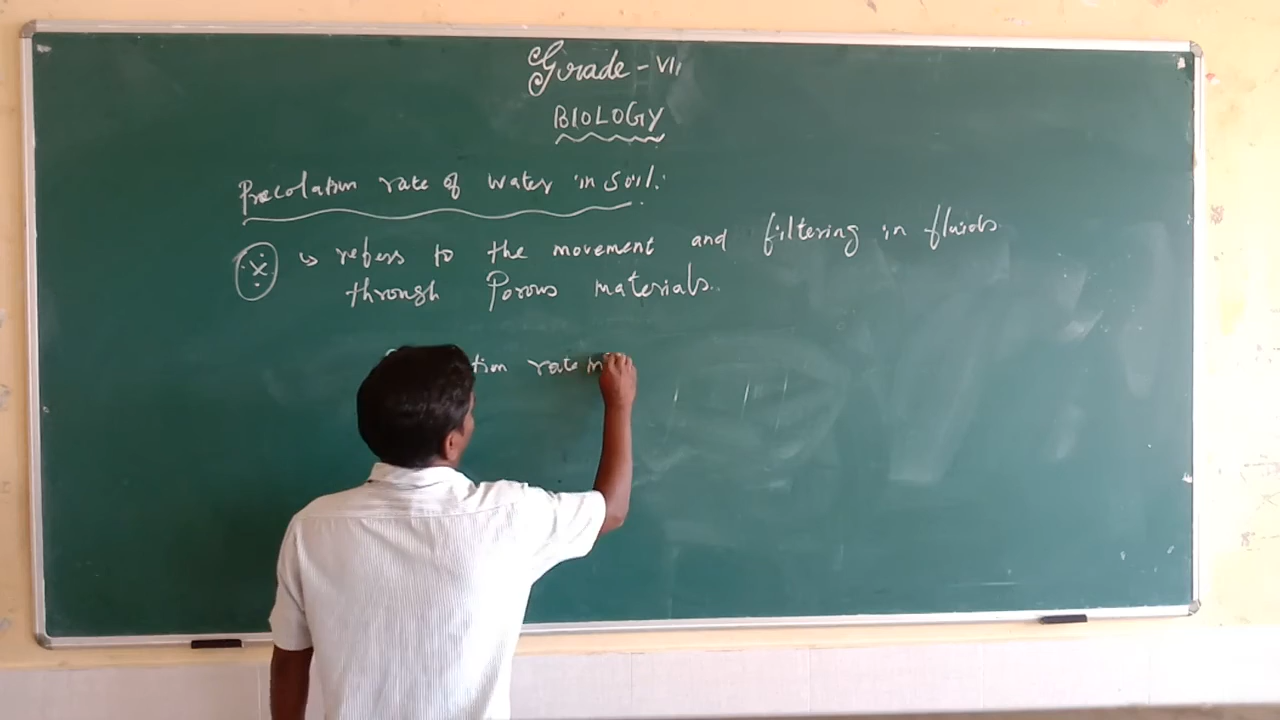 Grade - VII
BIOLOGY
Precolation rate of water in Soil.
refers to the movement and filtering in fluids
through Porous materials.
tion rate